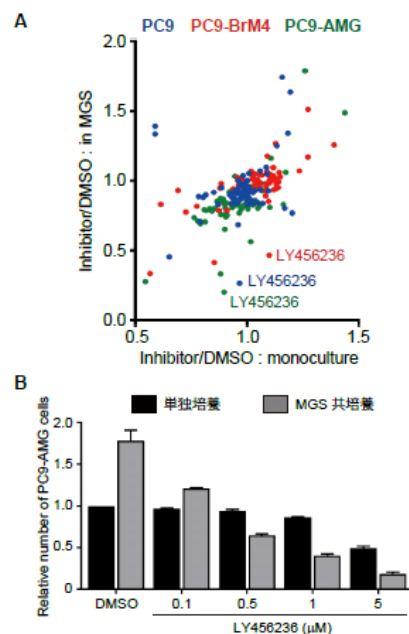 A
PC9 PC9-BrM4 PC9-AMG
Inhibitor/DMSO : in MGS
2.0
1.5
1.0
0.5
0
LY456236
LY456236
LY456236
0.5 1.0 1.5
Inhibitor/DMSO : monoculture
B
単独培養 MGS 共培養
Relative number of PC9-AMG cells
2.0
1.5
1.0
0.5
0
DMSO 0.1 0.5 1 5
LY456236 (μM)